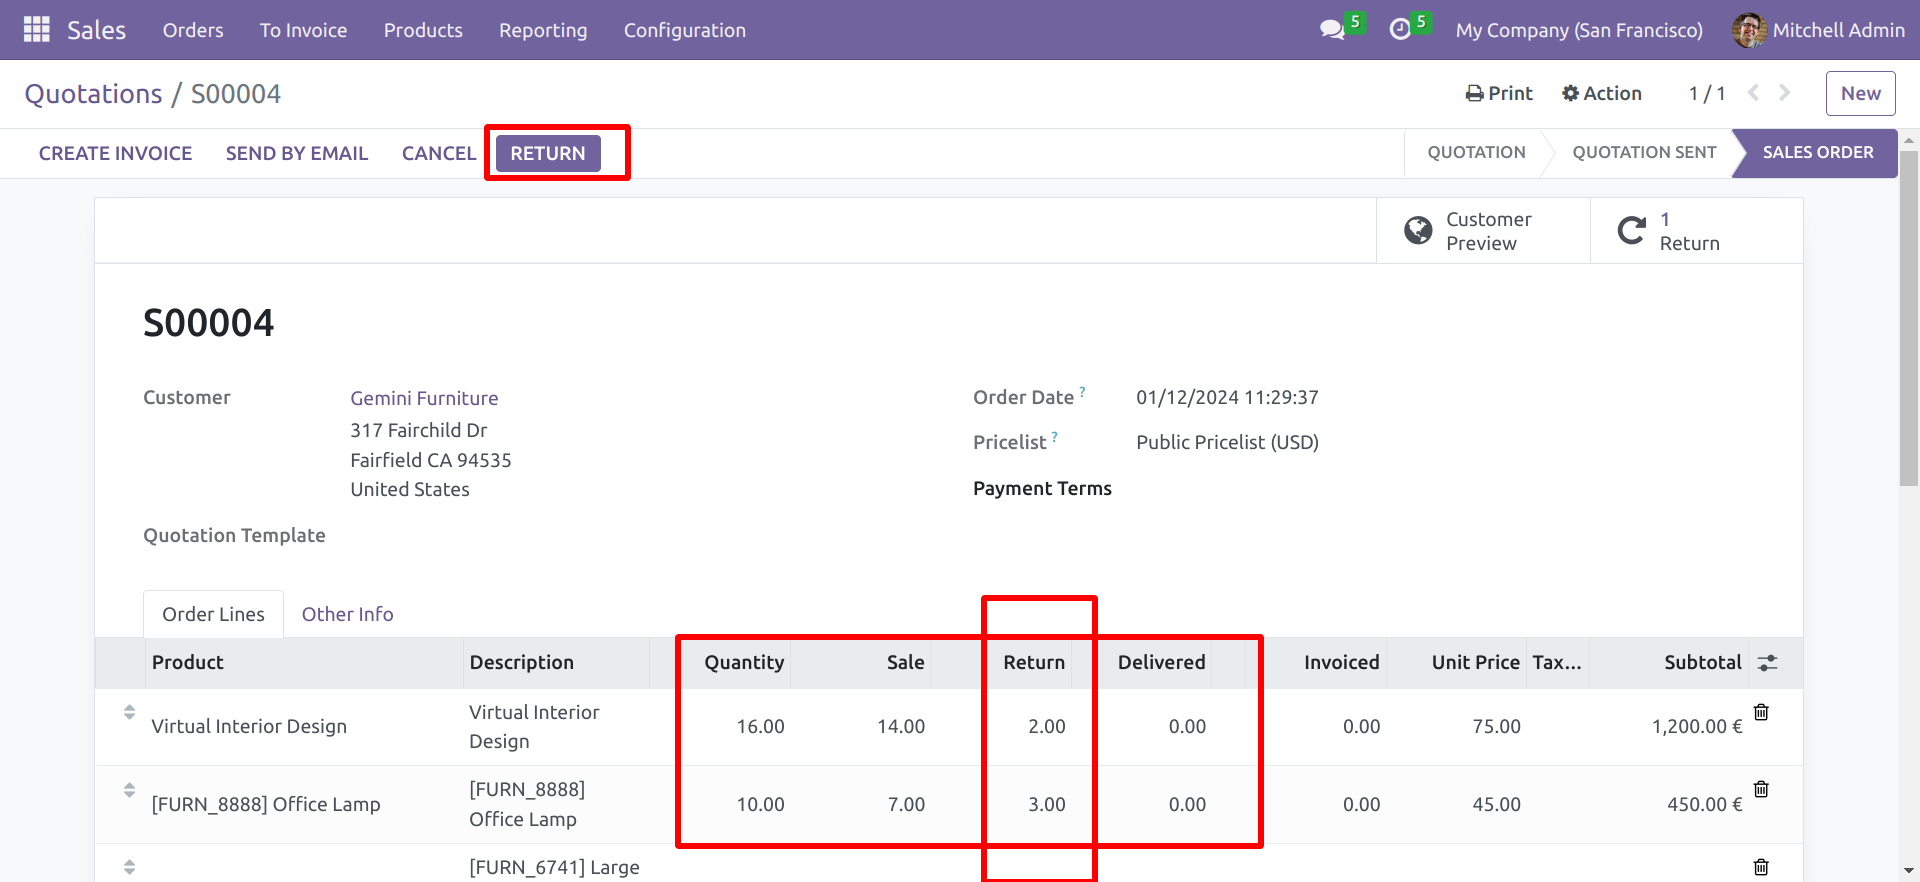 Sales Orders To Invoice Products Reporting Configuration 5 5 My Company (San Francisco) Mitchell Admin
Quotations / S00004 Print Action 1 / 1 New
CREATE INVOICE SEND BY EMAIL CANCEL RETURN QUOTATION QUOTATION SENT SALES ORDER
Customer
Preview
1
Return
S00004
Customer Gemini Furniture
317 Fairchild Dr
Fairfield CA 94535
United States
Quotation Template
Order Date ? 01/12/2024 11:29:37
Pricelist ? Public Pricelist (USD)
Payment Terms
Order Lines Other Info
Product Description Quantity Sale Return Delivered Invoiced Unit Price Tax... Subtotal
Virtual Interior Design Virtual Interior
Design 16.00 14.00 2.00 0.00 0.00 75.00 1,200.00 €
[FURN_8888] Office Lamp [FURN_8888]
Office Lamp 10.00 7.00 3.00 0.00 0.00 45.00 450.00 €
[FURN_6741] Large